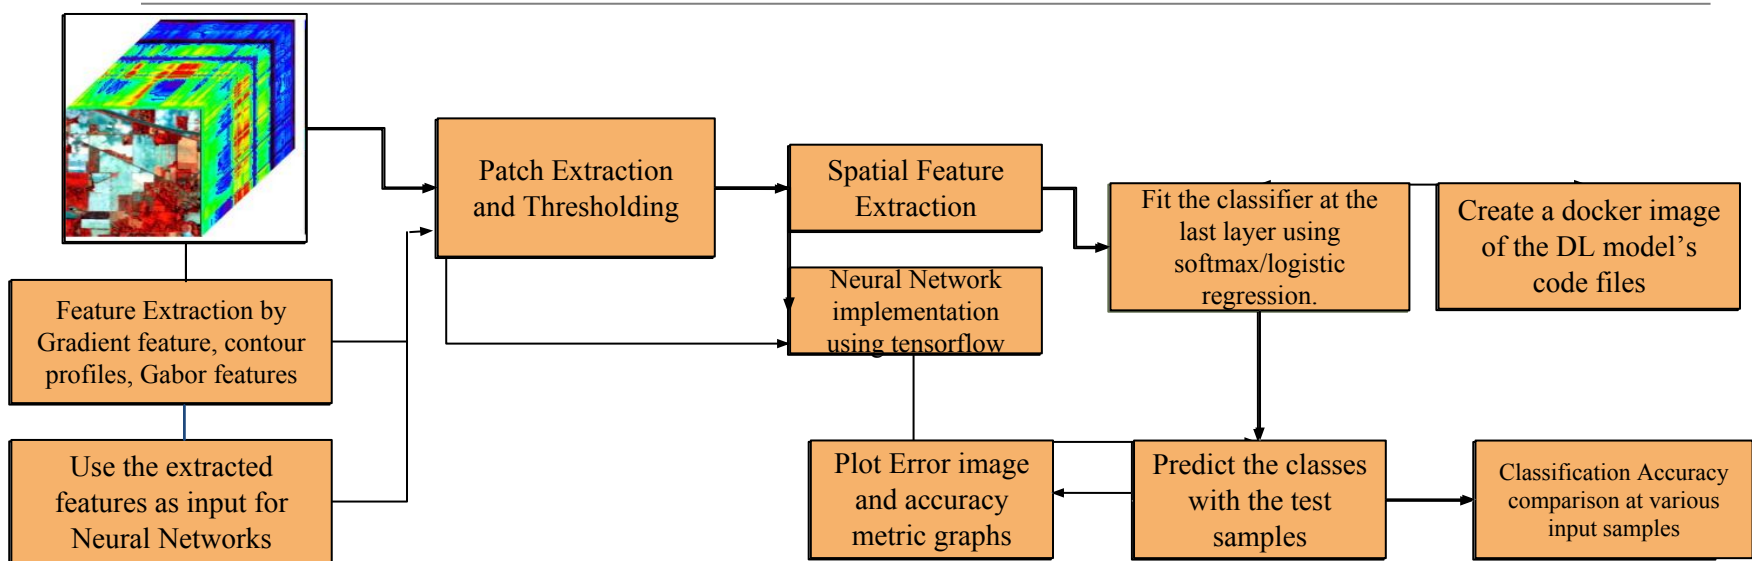 Patch Extraction
and Thresholding
Spatial Feature
Extraction
Fit the classifier at the
last layer using
softmax/logistic
regression.
Create a docker image
of the DL model’s
code files
Feature Extraction by
Gradient feature, contour
profiles, Gabor features
Neural Network
implementation
using tensorflow
Use the extracted
features as input for
Neural Networks
Plot Error image
and accuracy
metric graphs
Predict the classes
with the test
samples
Classification Accuracy
comparison at various
input samples